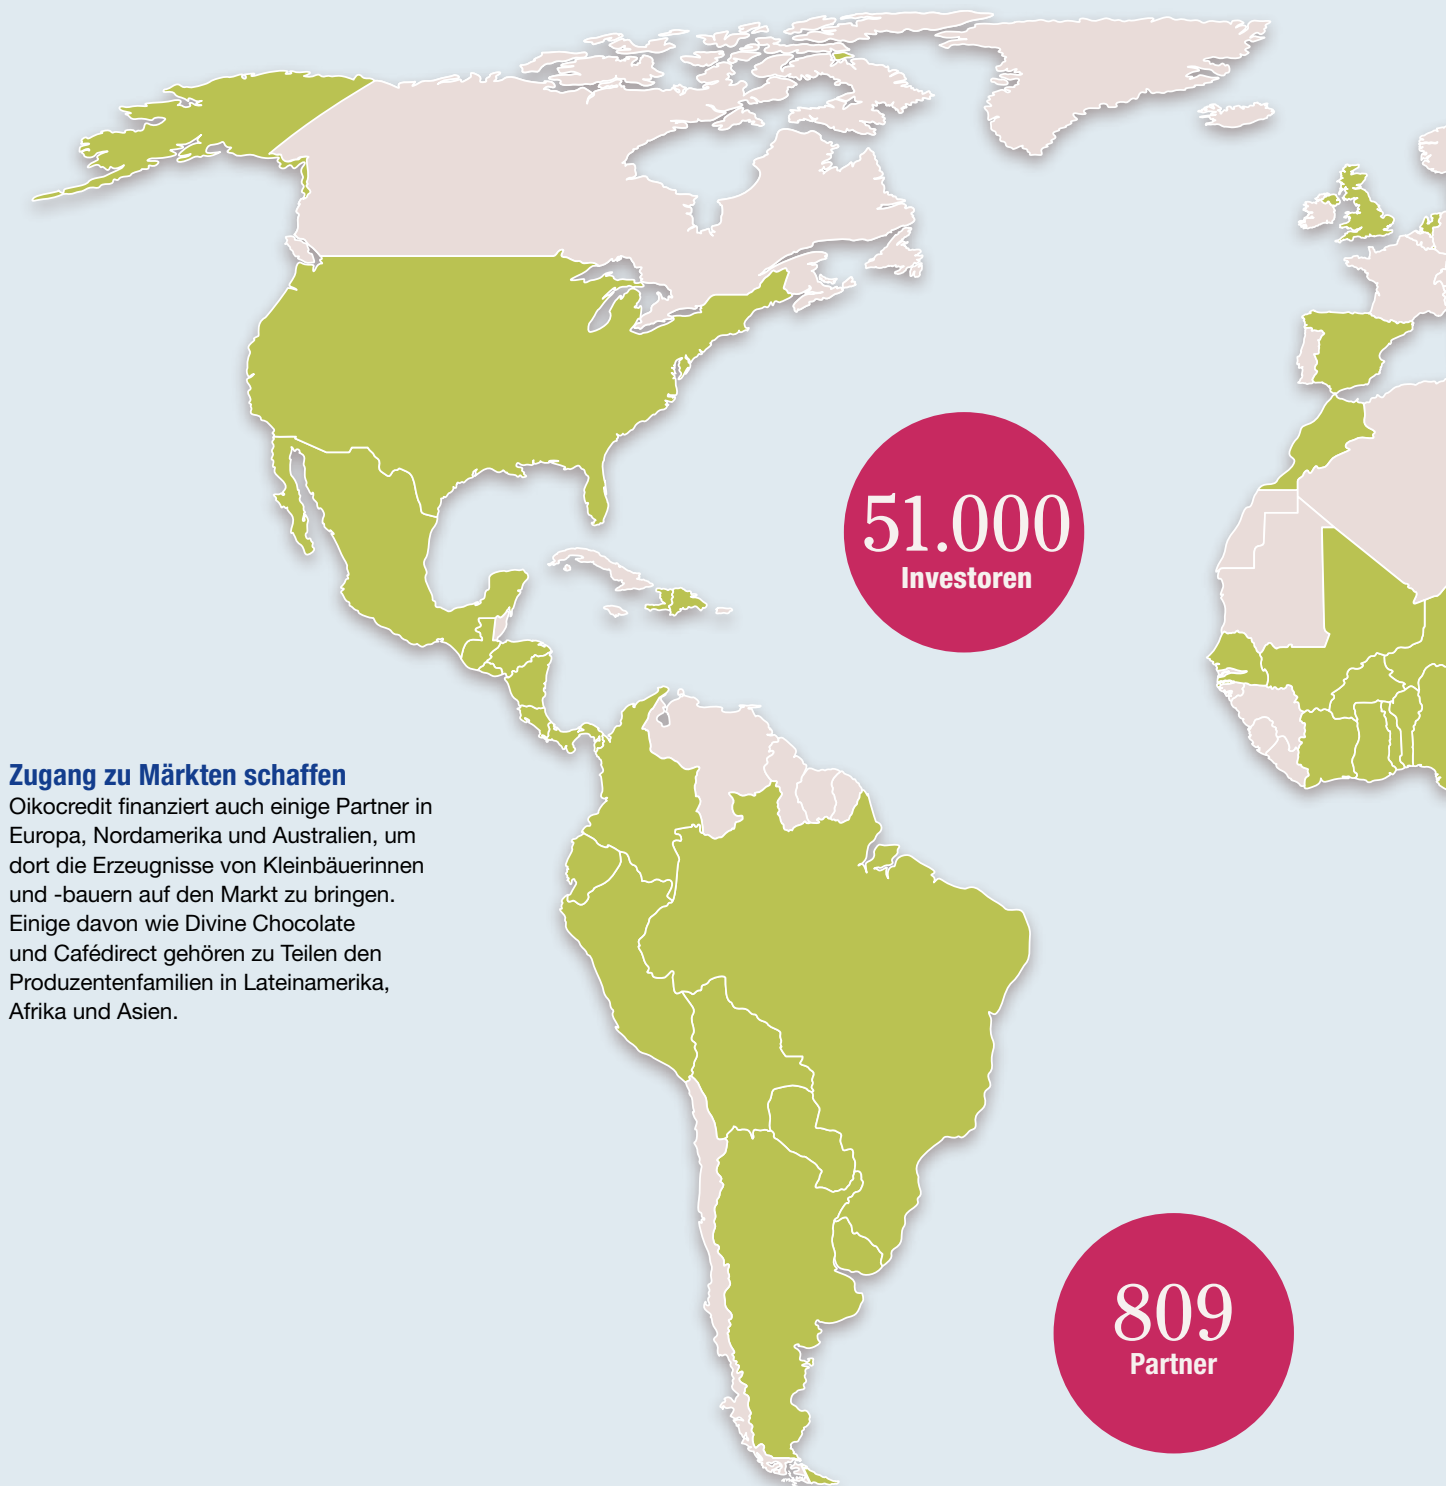 51.000
Investoren
Zugang zu Märkten schaffen
Oikocredit finanziert auch einige Partner in
Europa, Nordamerika und Australien, um
dort die Erzeugnisse von Kleinbäuerinnen
und -bauern auf den Markt zu bringen.
Einige davon wie Divine Chocolate
und Cafédirect gehören zu Teilen den
Produzentenfamilien in Lateinamerika,
Afrika und Asien.
809
Partner